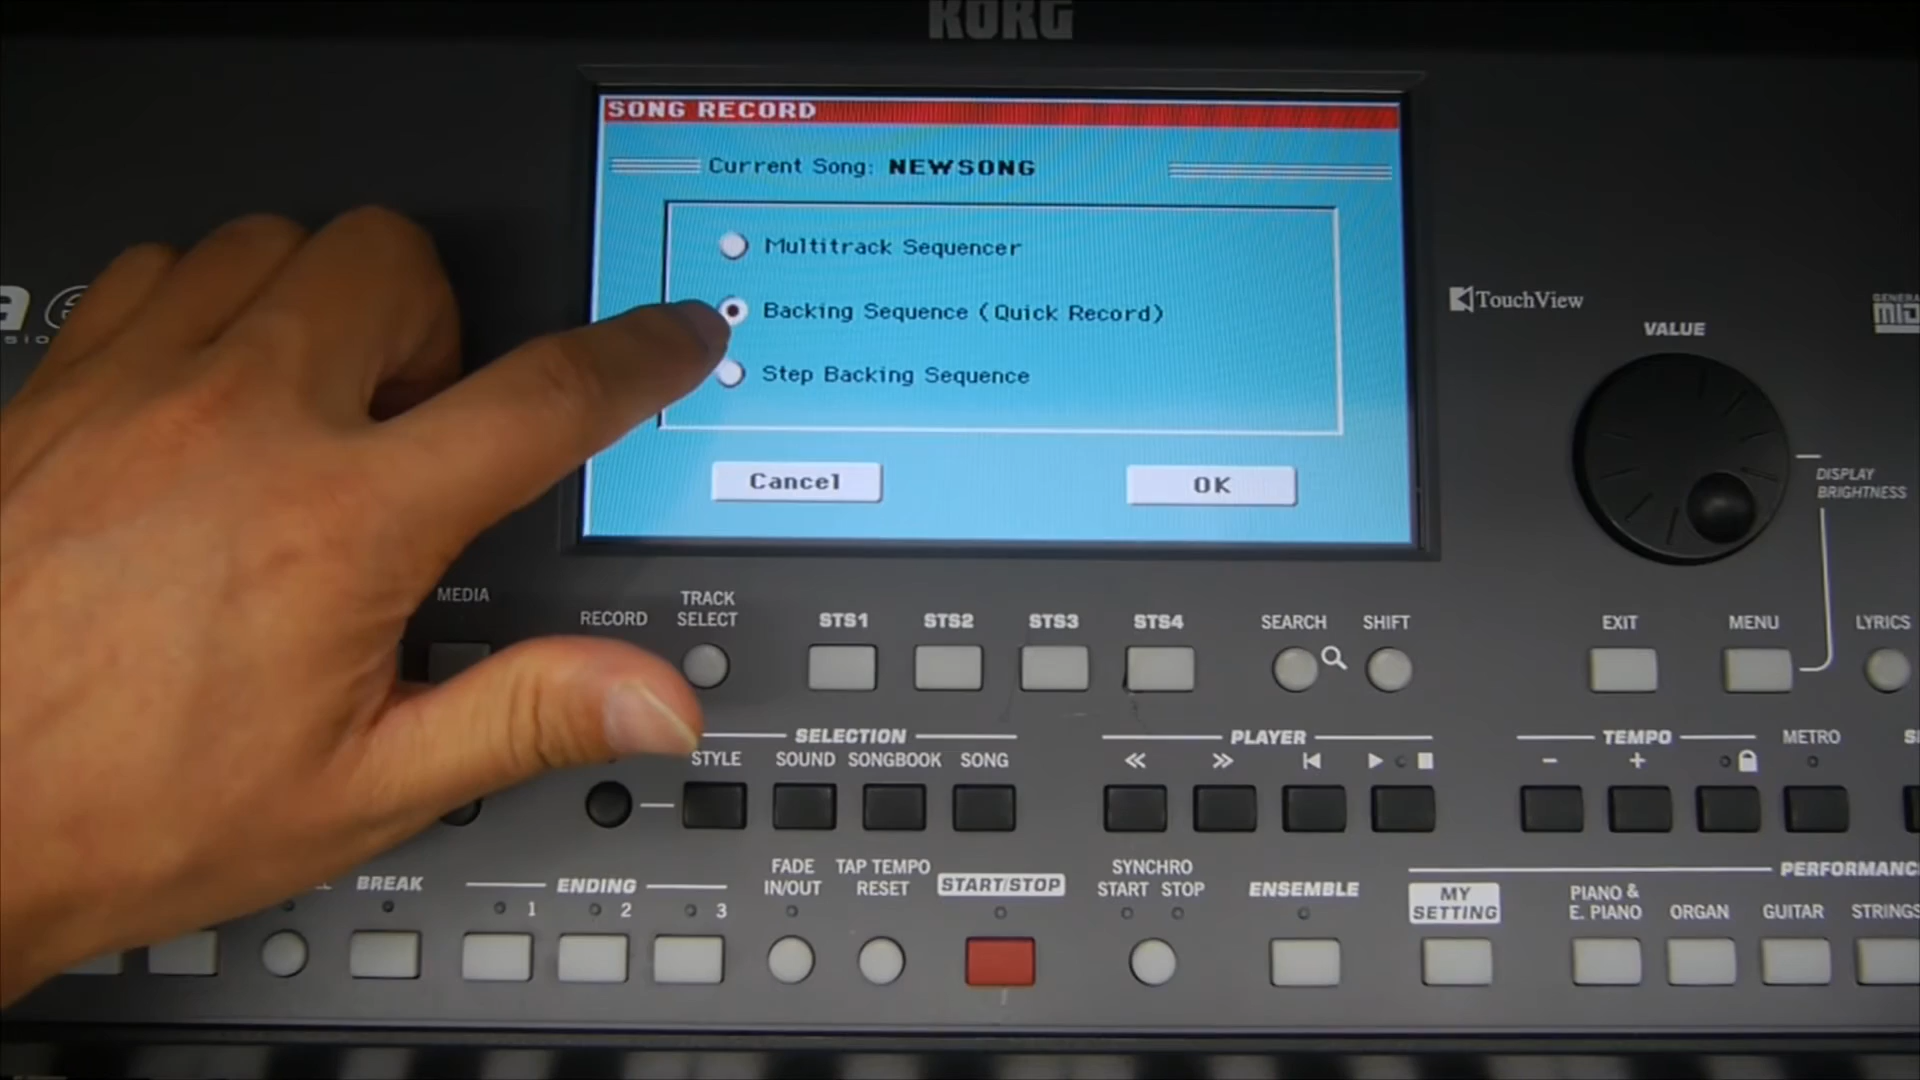 KORG
SONG RECORD
Current Song: NEWSONG
Multitrack Sequencer
Backing Sequence (Quick Record)
Step Backing Sequence
Cancel
OK
TouchView
VALUE
DISPLAY
BRIGHTNESS
MEDIA
RECORD
TRACK
SELECT
STS1
STS2
STS3
STS4
SEARCH
SHIFT
EXIT
MENU
LYRICS
SELECTION
STYLE
SOUND
SONGBOOK
SONG
PLAYER
TEMPO
- +
METRO
BREAK
ENDING
1
2
3
FADE
IN/OUT
TAP TEMPO
RESET
START/STOP
SYNCHRO
START STOP
ENSEMBLE
MY
SETTING
PIANO &
E. PIANO
ORGAN
GUITAR
STRINGS